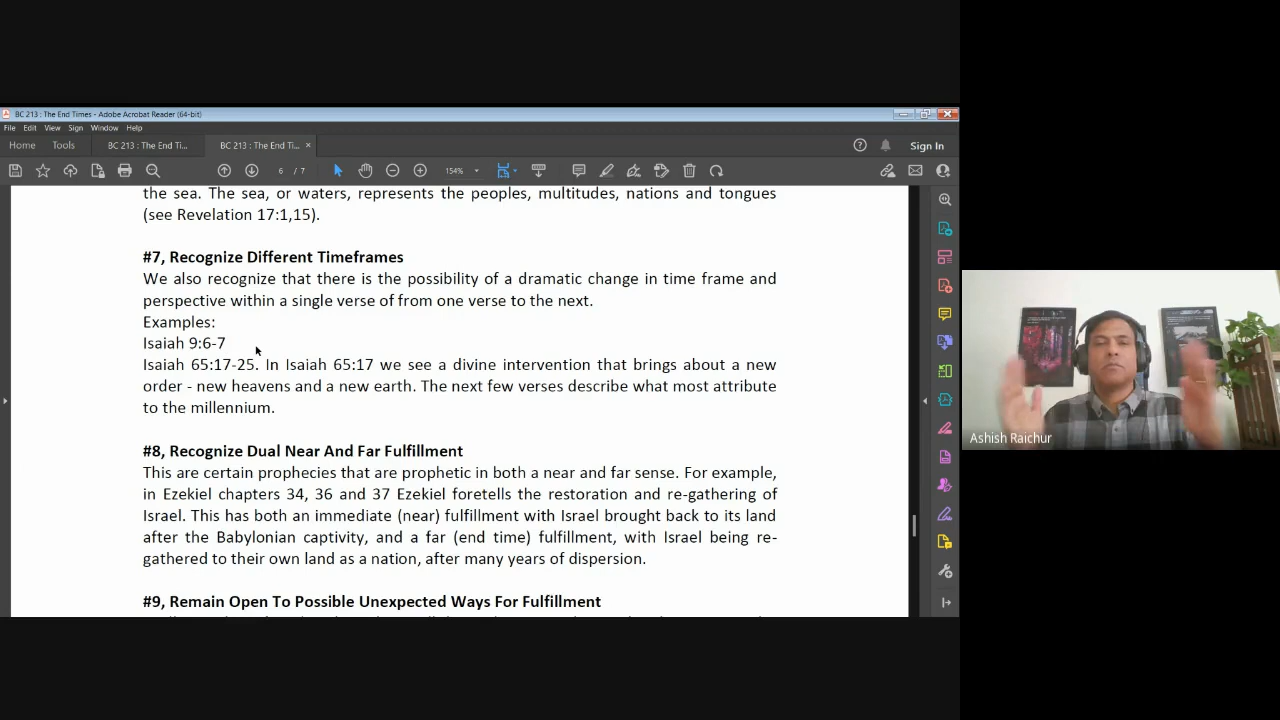 BC 213 : The End Times - Adobe Acrobat Reader (64-bit)
File Edit View Sign Window Help
Home Tools BC 213 : The End Ti... BC 213 : The End Ti... × Sign In
6 / 7 154%
the sea. The sea, or waters, represents the peoples, multitudes, nations and tongues
(see Revelation 17:1,15).
#7, Recognize Different Timeframes
We also recognize that there is the possibility of a dramatic change in time frame and
perspective within a single verse of from one verse to the next.
Examples:
Isaiah 9:6-7
Isaiah 65:17-25. In Isaiah 65:17 we see a divine intervention that brings about a new
order - new heavens and a new earth. The next few verses describe what most attribute
to the millennium.
#8, Recognize Dual Near And Far Fulfillment
This are certain prophecies that are prophetic in both a near and far sense. For example,
in Ezekiel chapters 34, 36 and 37 Ezekiel foretells the restoration and re-gathering of
Israel. This has both an immediate (near) fulfillment with Israel brought back to its land
after the Babylonian captivity, and a far (end time) fulfillment, with Israel being re-
gathered to their own land as a nation, after many years of dispersion.
#9, Remain Open To Possible Unexpected Ways For Fulfillment
Ashish Raichur